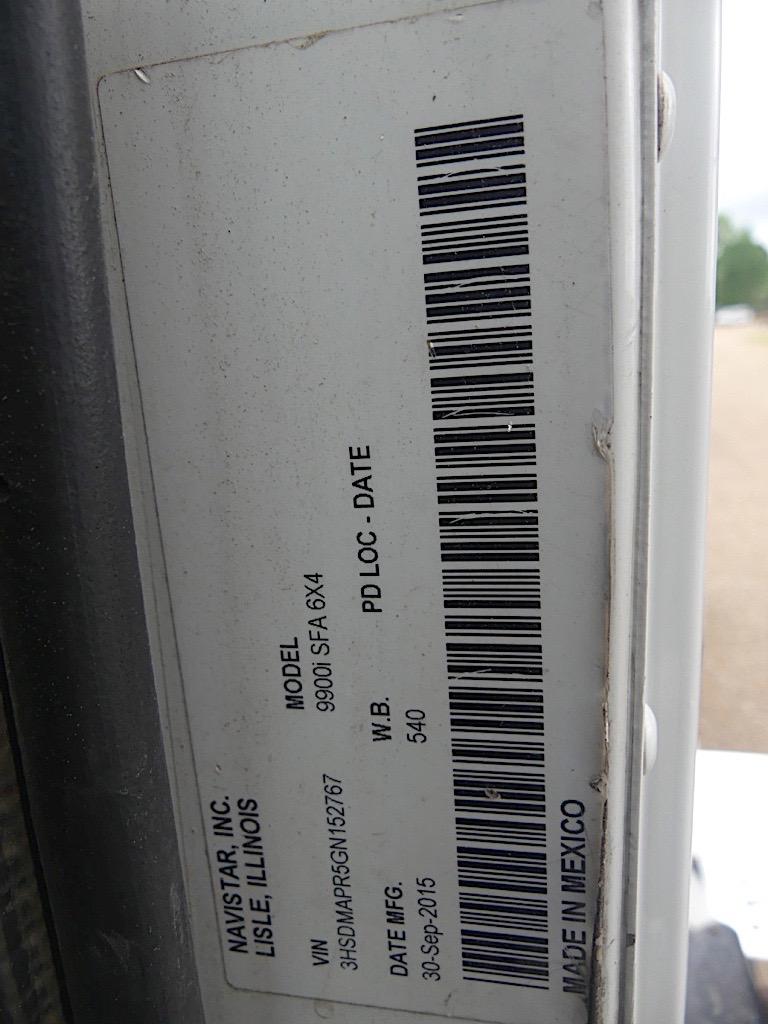 NAVISTAR, INC.
LISLE, ILLINOIS
VIN MODEL
3HSDMAPR5GN152767 9900i SFA 6X4
DATE MFG. W.B. PD LOC - DATE
30-Sep-2015 540
MADE IN MEXICO